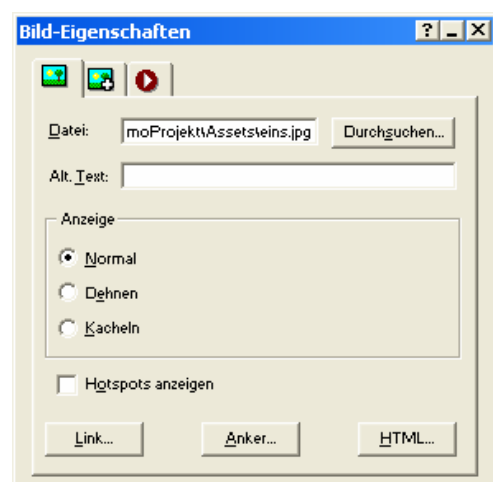 Bild-Eigenschaften
Datei: moProjekt\Assets\eins.jpg Durchsuchen...
Alt. Text:
Anzeige
Normal
Dehnen
Kacheln
Hotspots anzeigen
Link... Anker... HTML...